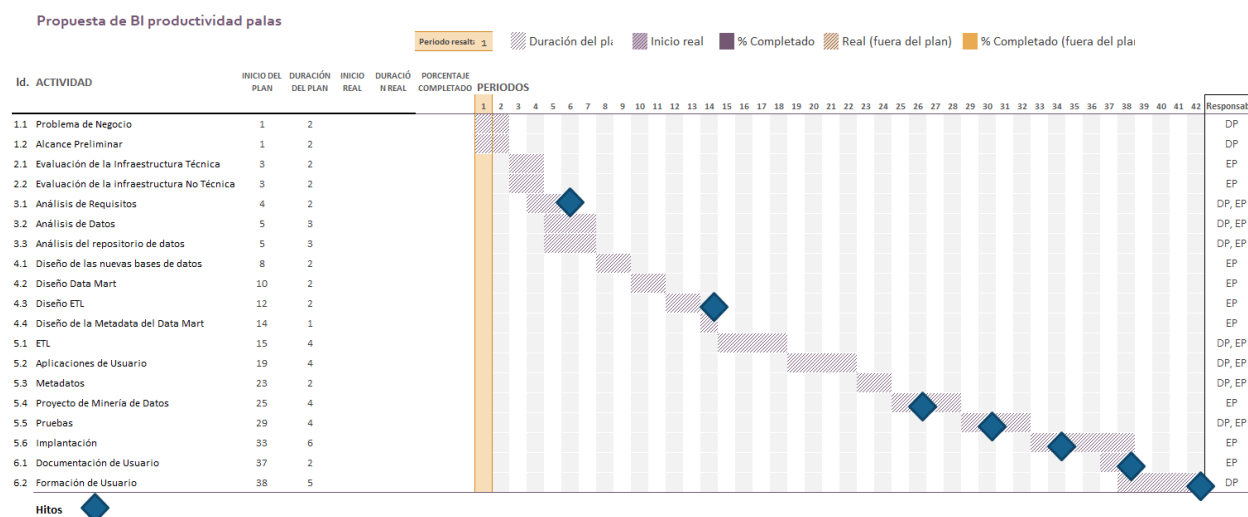 Propuesta de BI productividad palas
Periodo resalt: 1 Duración del pla Inicio real % Completado Real (fuera del plan) % Completado (fuera del plan
Id. ACTIVIDAD INICIO DEL PLAN DURACIÓN DEL PLAN INICIO REAL DURACIÓ N REAL PORCENTAJE COMPLETADO PERIODOS
1 2 3 4 5 6 7 8 9 10 11 12 13 14 15 16 17 18 19 20 21 22 23 24 25 26 27 28 29 30 31 32 33 34 35 36 37 38 39 40 41 42 Responsab
1.1 Problema de Negocio 1 2 DP
1.2 Alcance Preliminar 1 2 DP
2.1 Evaluación de la Infraestructura Técnica 3 2 EP
2.2 Evaluación de la infraestructura No Técnica 3 2 EP
3.1 Análisis de Requisitos 4 2 DP, EP
3.2 Análisis de Datos 5 3 DP, EP
3.3 Análisis del repositorio de datos 5 3 DP, EP
4.1 Diseño de las nuevas bases de datos 8 2 EP
4.2 Diseño Data Mart 10 2 EP
4.3 Diseño ETL 12 2 EP
4.4 Diseño de la Metadata del Data Mart 14 1 EP
5.1 ETL 15 4 DP, EP
5.2 Aplicaciones de Usuario 19 4 DP, EP
5.3 Metadatos 23 2 DP, EP
5.4 Proyecto de Minería de Datos 25 4 EP
5.5 Pruebas 29 4 DP, EP
5.6 Implantación 33 6 EP
6.1 Documentación de Usuario 37 2 EP
6.2 Formación de Usuario 38 5 DP
Hitos